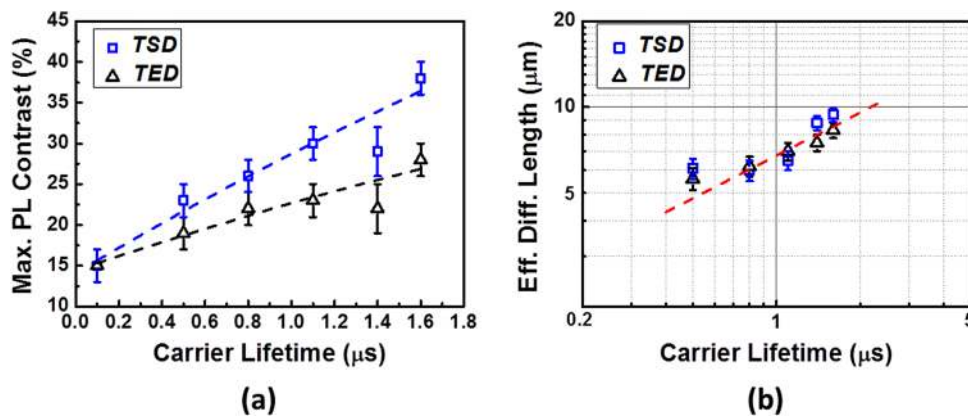 Max. PL Contrast (%)
45
40
35
30
25
20
15
10
TSD
TED
0.0 0.2 0.4 0.6 0.8 1.0 1.2 1.4 1.6 1.8
Carrier Lifetime (μs)
(a)
Eff. Diff. Length (μm)
20
10
5
TSD
TED
0.2 1 5
Carrier Lifetime (μs)
(b)